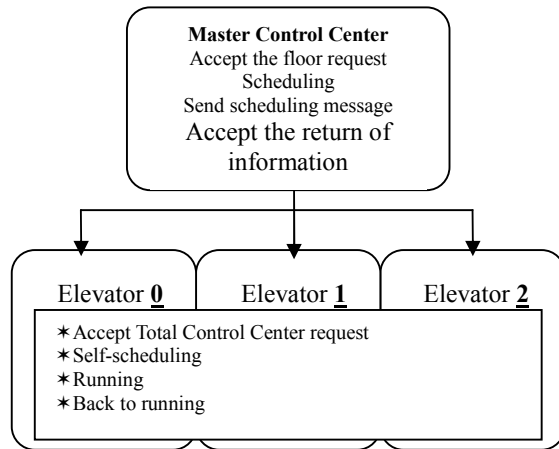 Master Control Center
Accept the floor request
Scheduling
Send scheduling message
Accept the return of
information
Elevator 0
Elevator 1
Elevator 2
✶Accept Total Control Center request
✶Self-scheduling
✶Running
✶Back to running